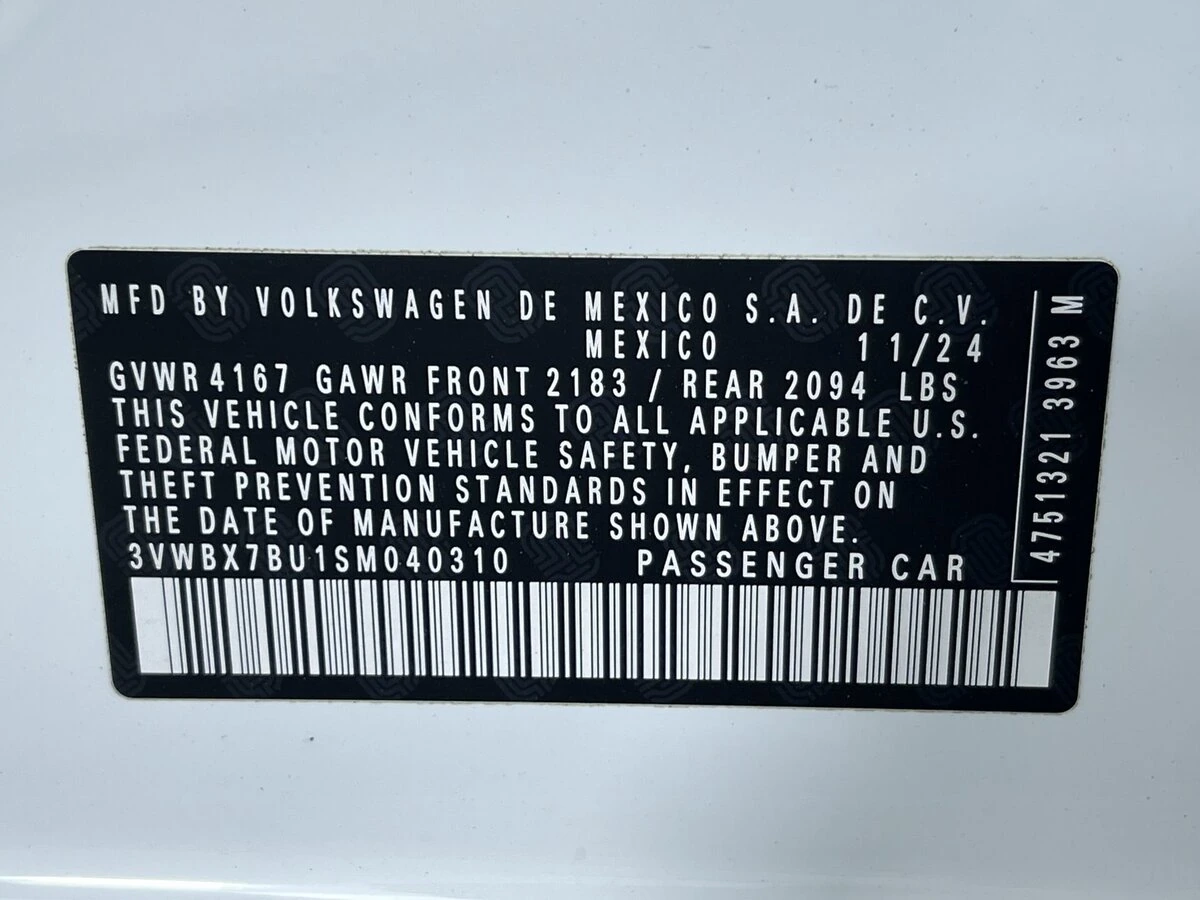 MFD BY VOLKSWAGEN DE MEXICO S.A. DE C.V.
MEXICO 11/24
GVWR 4167 GAWR FRONT 2183 / REAR 2094 LBS
THIS VEHICLE CONFORMS TO ALL APPLICABLE U.S.
FEDERAL MOTOR VEHICLE SAFETY, BUMPER AND
THEFT PREVENTION STANDARDS IN EFFECT ON
THE DATE OF MANUFACTURE SHOWN ABOVE.
3VWBX7BU1SM040310 PASSENGER CAR
4751321 3963 M